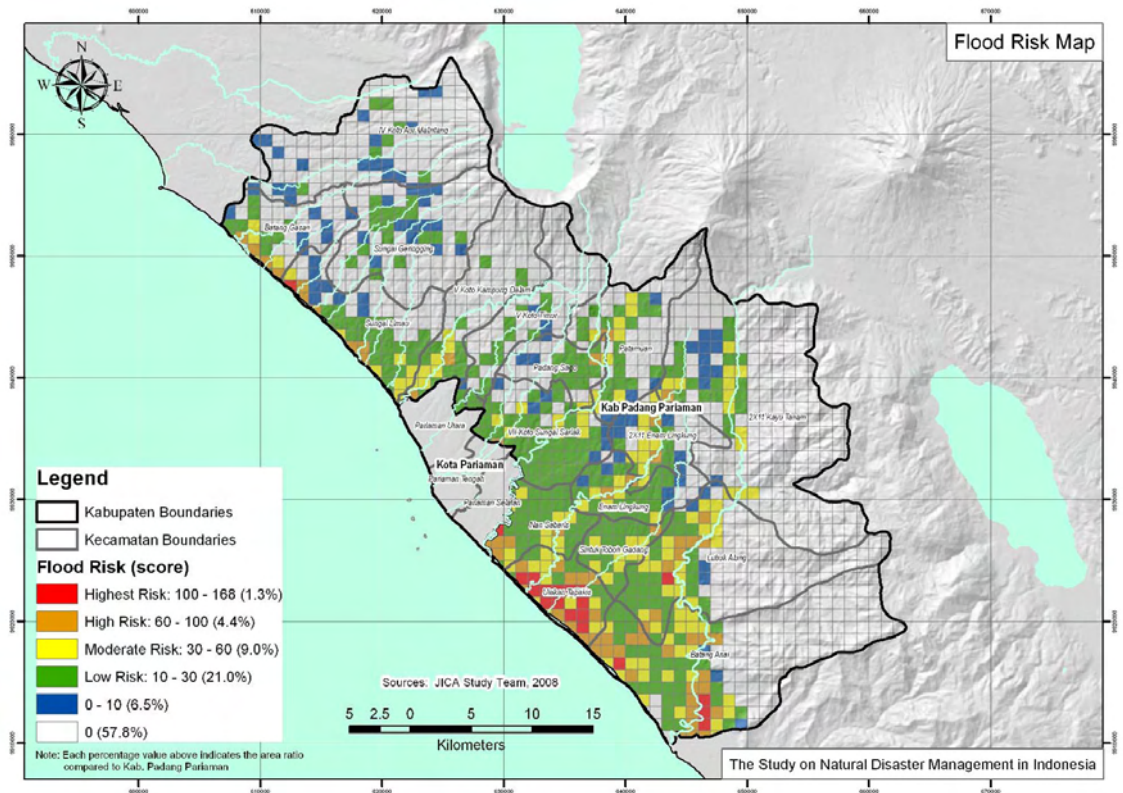 Flood Risk Map
N
W E
S
IV Koto Aur Malintang
Batang Gasan
Sungai Geringging
V Koto Kampong Dalam
V Koto Timur
Sungai Limau
Patamuan
Padang Sago
Kab Padang Pariaman
2X11 Kayu Tanam
Pariaman Utara
VII Koto Sungai Sariak
2X11 Enam Lingkung
Kota Pariaman
Pariaman Tengah
Pariaman Selatan
Enam Lingkung
Nan Sabaris
Sintuk Toboh Gadang
Lubuk Alung
Ulakan Tapakis
Batang Anai
Legend
Kabupaten Boundaries
Kecamatan Boundaries
Flood Risk (score)
Highest Risk: 100 - 168 (1.3%)
High Risk: 60 - 100 (4.4%)
Moderate Risk: 30 - 60 (9.0%)
Low Risk: 10 - 30 (21.0%)
0 - 10 (6.5%)
0 (57.8%)
Note: Each percentage value above indicates the area ratio
compared to Kab. Padang Pariaman
Sources: JICA Study Team, 2008
5 2.5 0 5 10 15
Kilometers
The Study on Natural Disaster Management in Indonesia